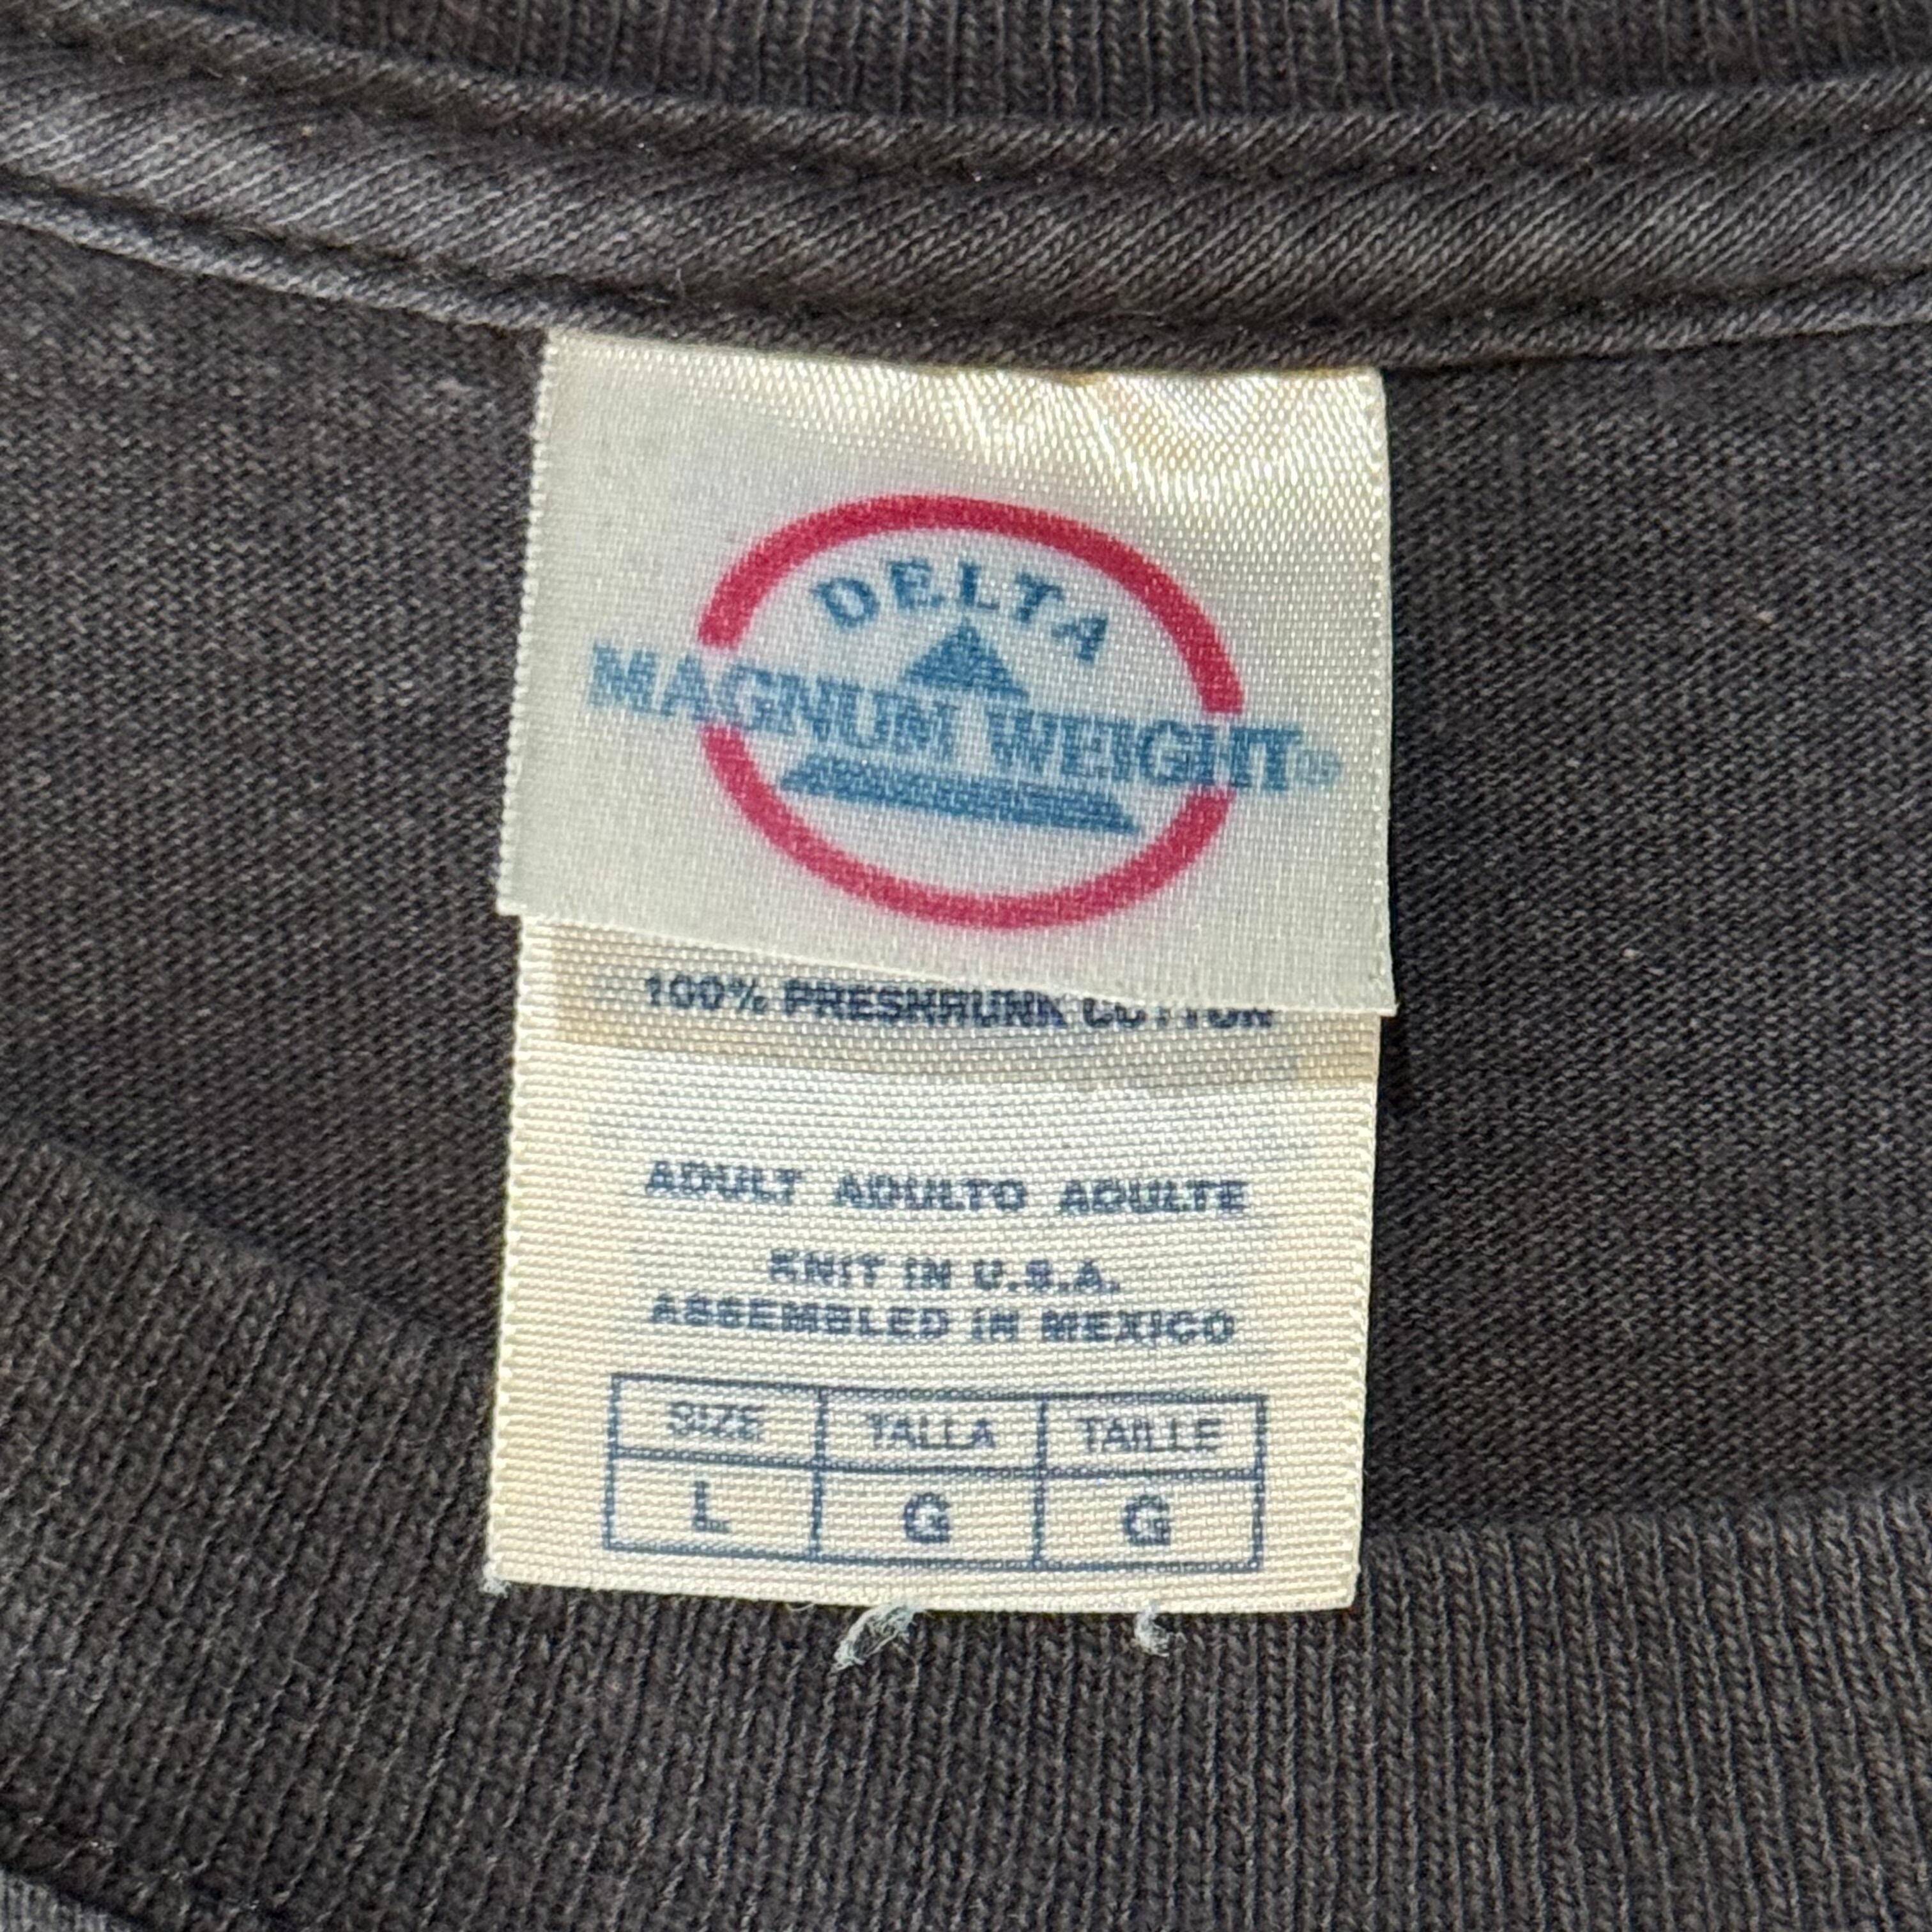 DELTA
MAGNUM WEIGHT®
100% PRESHRUNK COTTON
ADULT ADULTO ADULTE
KNIT IN U.S.A.
ASSEMBLED IN MEXICO
SIZE TALLA TAILLE
L G G